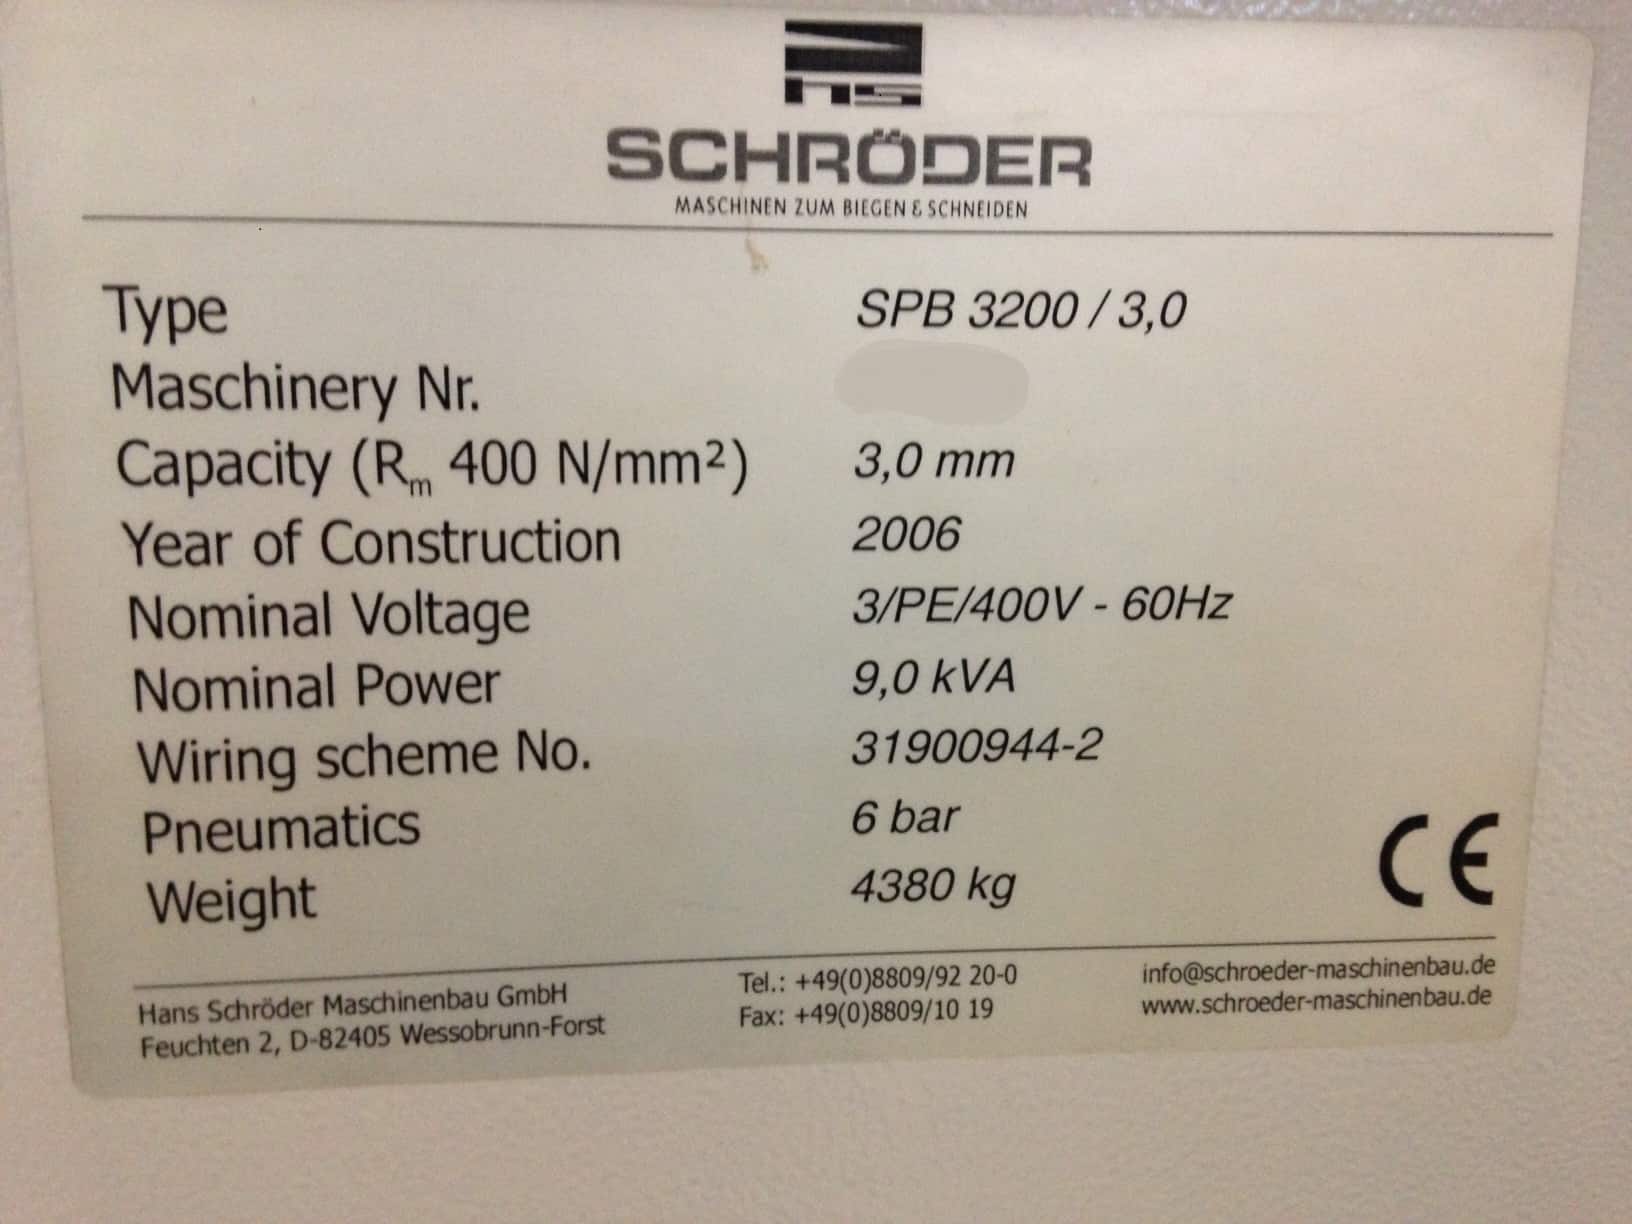 hs
SCHRÖDER
MASCHINEN ZUM BIEGEN & SCHNEIDEN
Type SPB 3200 / 3,0
Maschinery Nr.
Capacity (Rm 400 N/mm²) 3,0 mm
Year of Construction 2006
Nominal Voltage 3/PE/400V - 60Hz
Nominal Power 9,0 kVA
Wiring scheme No. 31900944-2
Pneumatics 6 bar
Weight 4380 kg
CE
Hans Schröder Maschinenbau GmbH Tel.: +49(0)8809/92 20-0 info@schroeder-maschinenbau.de
Feuchten 2, D-82405 Wessobrunn-Forst Fax: +49(0)8809/10 19 www.schroeder-maschinenbau.de